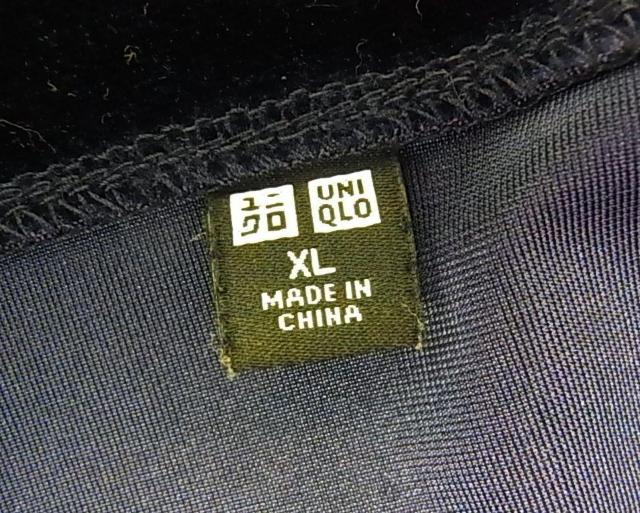 ユニ UNI
クロ QLO
XL
MADE IN
CHINA